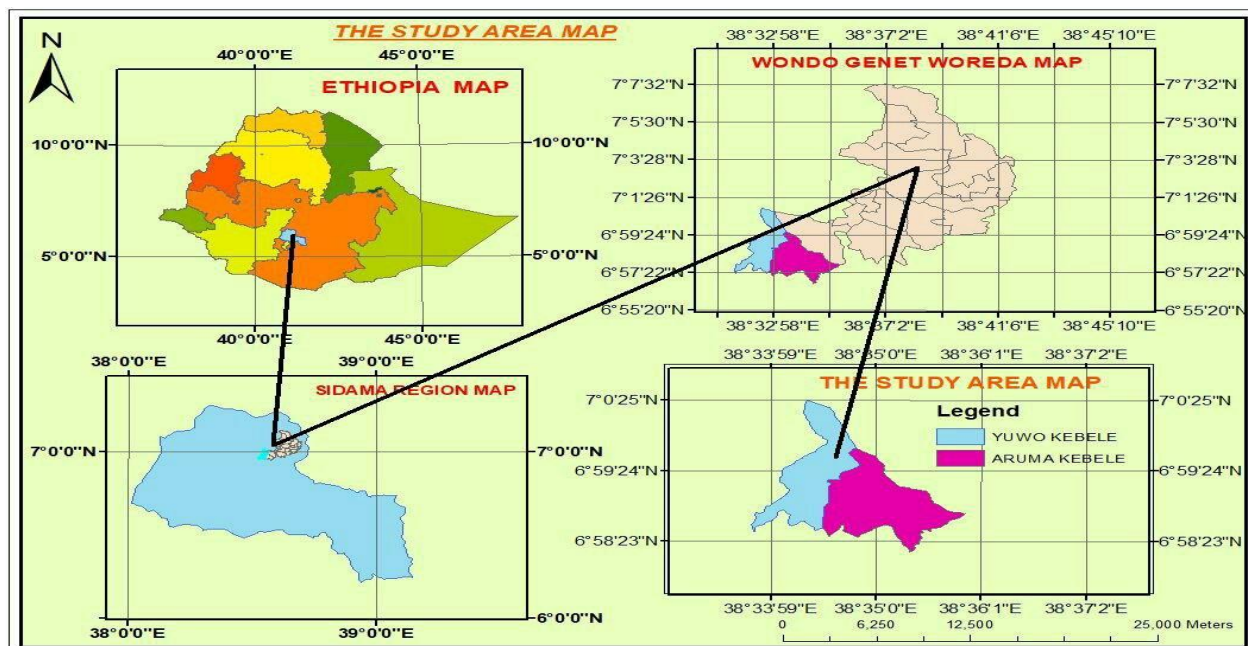 THE STUDY AREA MAP
N
40°0'0"E 45°0'0"E
ETHIOPIA MAP
10°0'0"N 10°0'0"N
5°0'0"N 5°0'0"N
40°0'0"E 45°0'0"E
38°32'58"E 38°37'2"E 38°41'6"E 38°45'10"E
WONDO GENET WOREDA MAP
7°7'32"N 7°7'32"N
7°5'30"N 7°5'30"N
7°3'28"N 7°3'28"N
7°1'26"N 7°1'26"N
6°59'24"N 6°59'24"N
6°57'22"N 6°57'22"N
6°55'20"N 6°55'20"N
38°32'58"E 38°37'2"E 38°41'6"E 38°45'10"E
38°0'0"E 39°0'0"E
SIDAMA REGION MAP
7°0'0"N 7°0'0"N
6°0'0"N
38°0'0"E 39°0'0"E
38°33'59"E 38°35'0"E 38°36'1"E 38°37'2"E
THE STUDY AREA MAP
7°0'25"N 7°0'25"N
Legend
YUWO KEBELE
ARUMA KEBELE
6°59'24"N 6°59'24"N
6°58'23"N 6°58'23"N
38°33'59"E 38°35'0"E 38°36'1"E 38°37'2"E
0 6,250 12,500 25,000 Meters